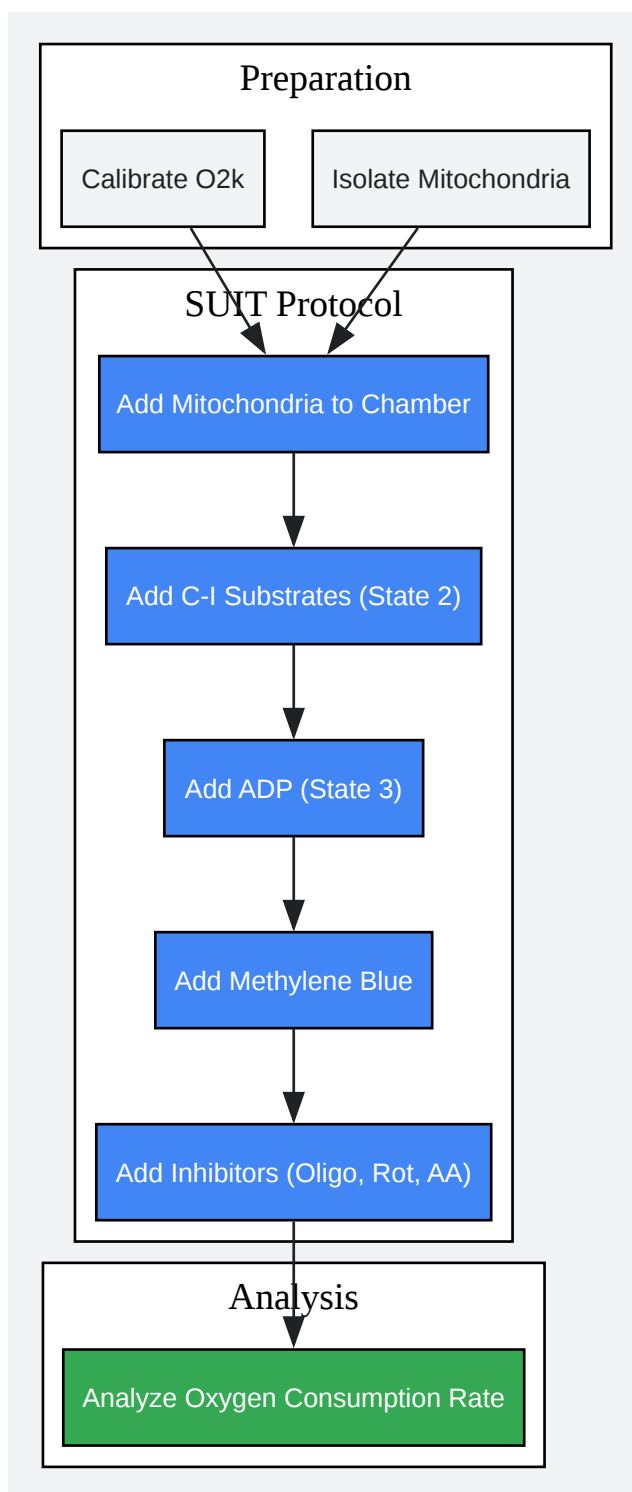 Preparation
Calibrate O2k
Isolate Mitochondria
SUIT Protocol
Add Mitochondria to Chamber
Add C-I Substrates (State 2)
Add ADP (State 3)
Add Methylene Blue
Add Inhibitors (Oligo, Rot, AA)
Analysis
Analyze Oxygen Consumption Rate